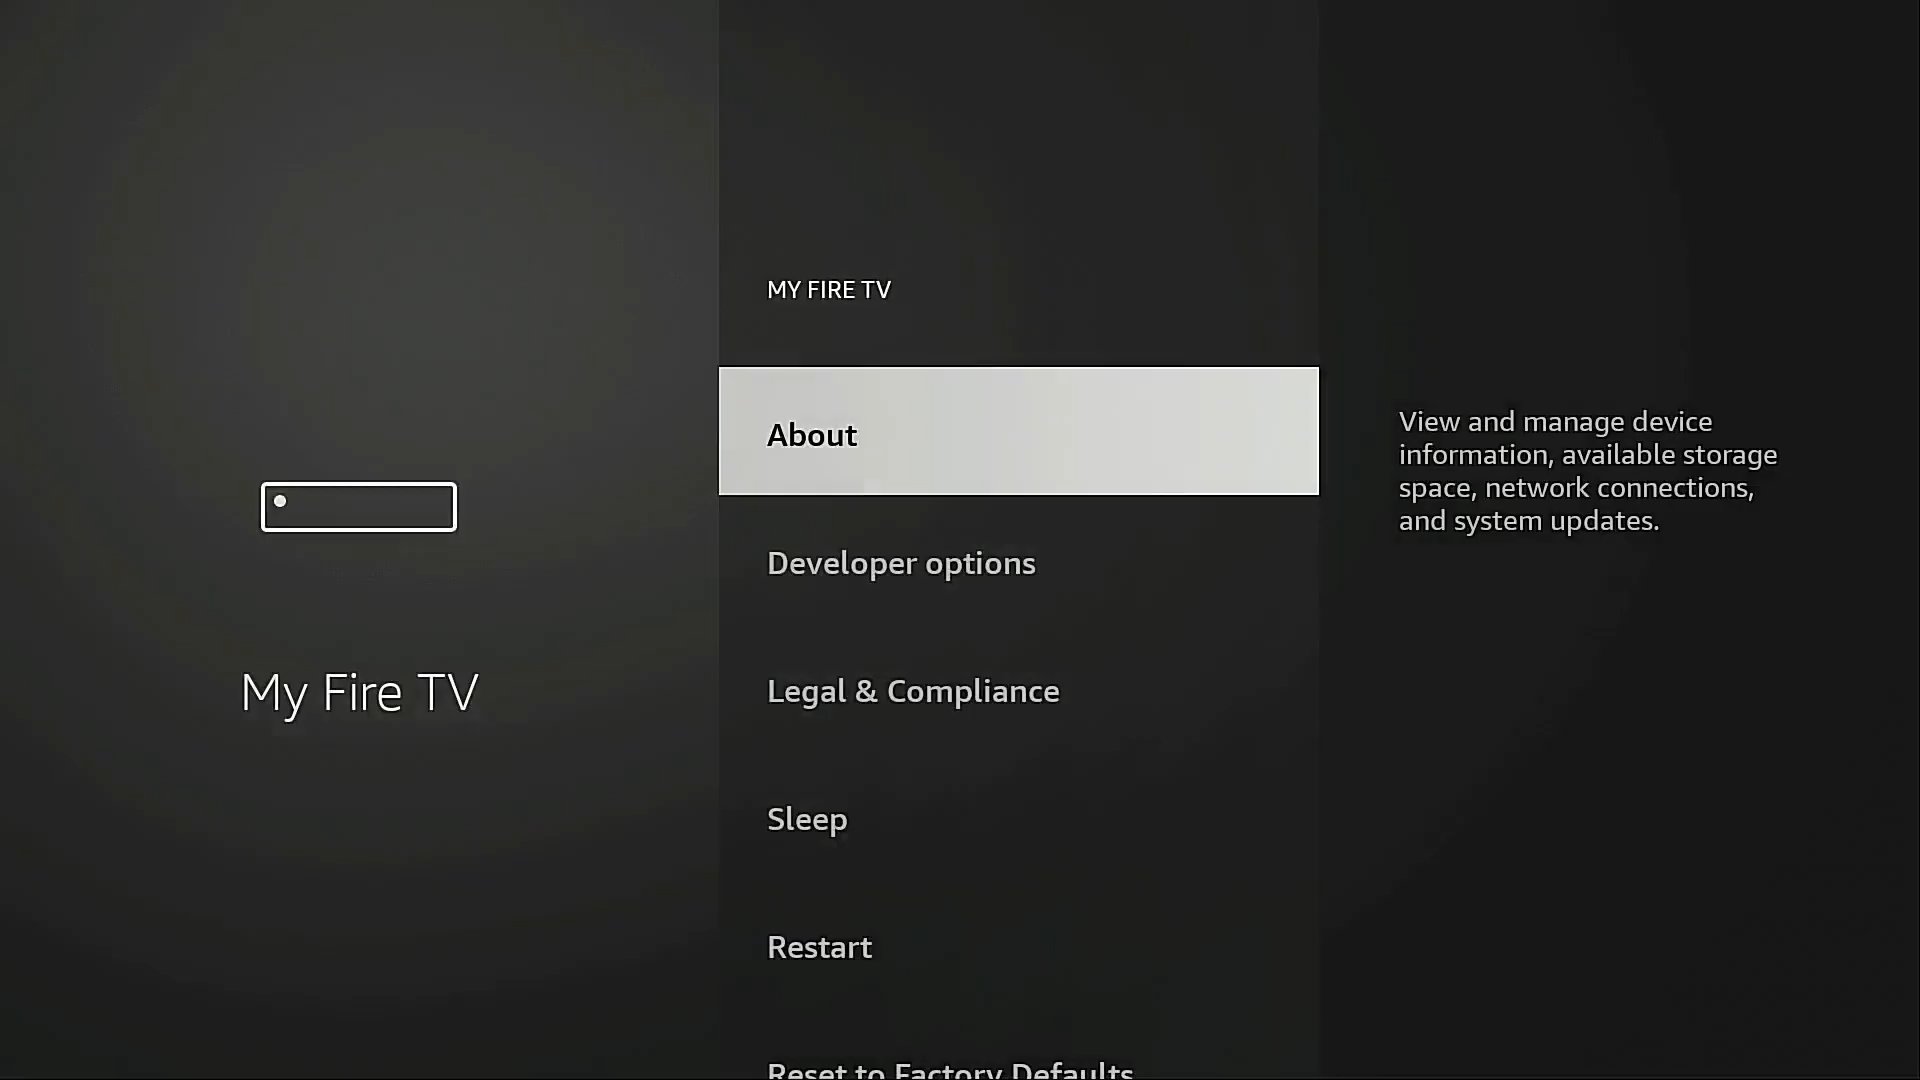 My Fire TV
MY FIRE TV
About
Developer options
Legal & Compliance
Sleep
Restart
Reset to Factory Defaults
View and manage device
information, available storage
space, network connections,
and system updates.